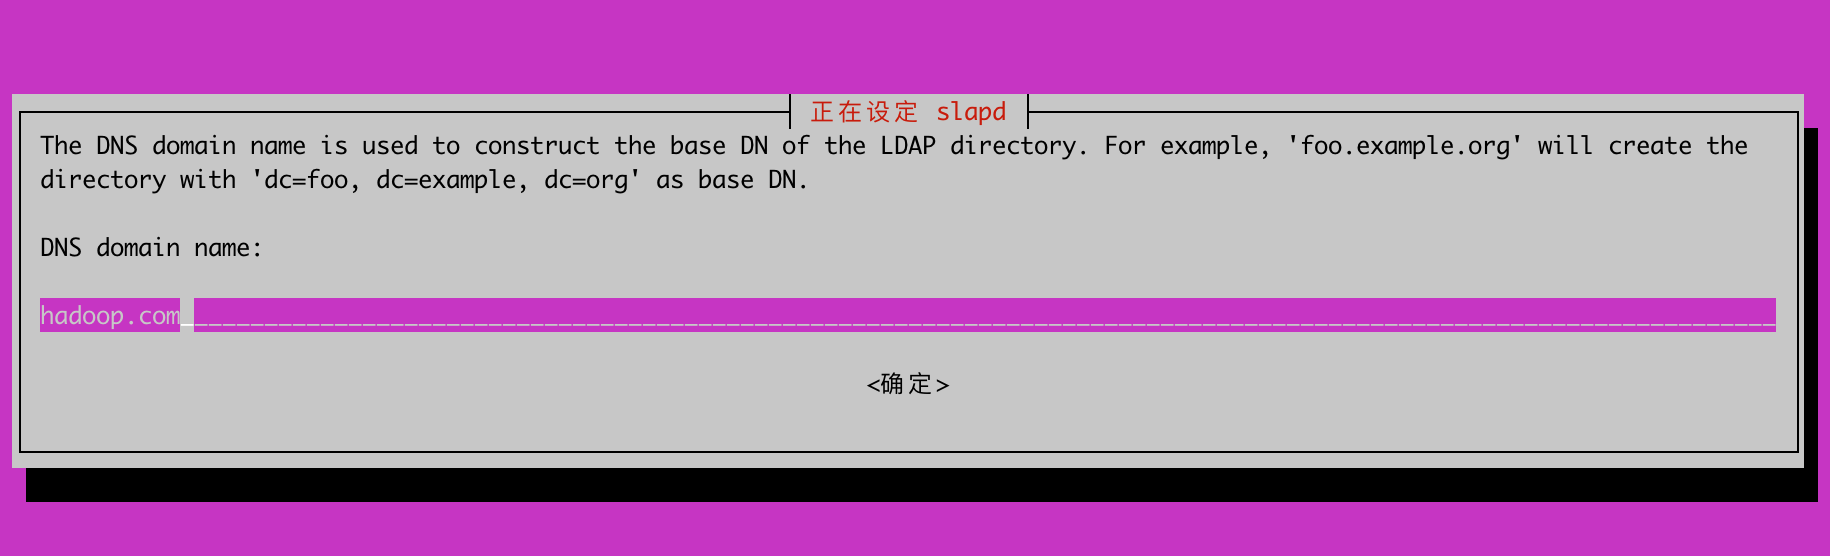 正在设定 slapd
The DNS domain name is used to construct the base DN of the LDAP directory. For example, 'foo.example.org' will create the
directory with 'dc=foo, dc=example, dc=org' as base DN.
DNS domain name:
hadoop.com
<确定>